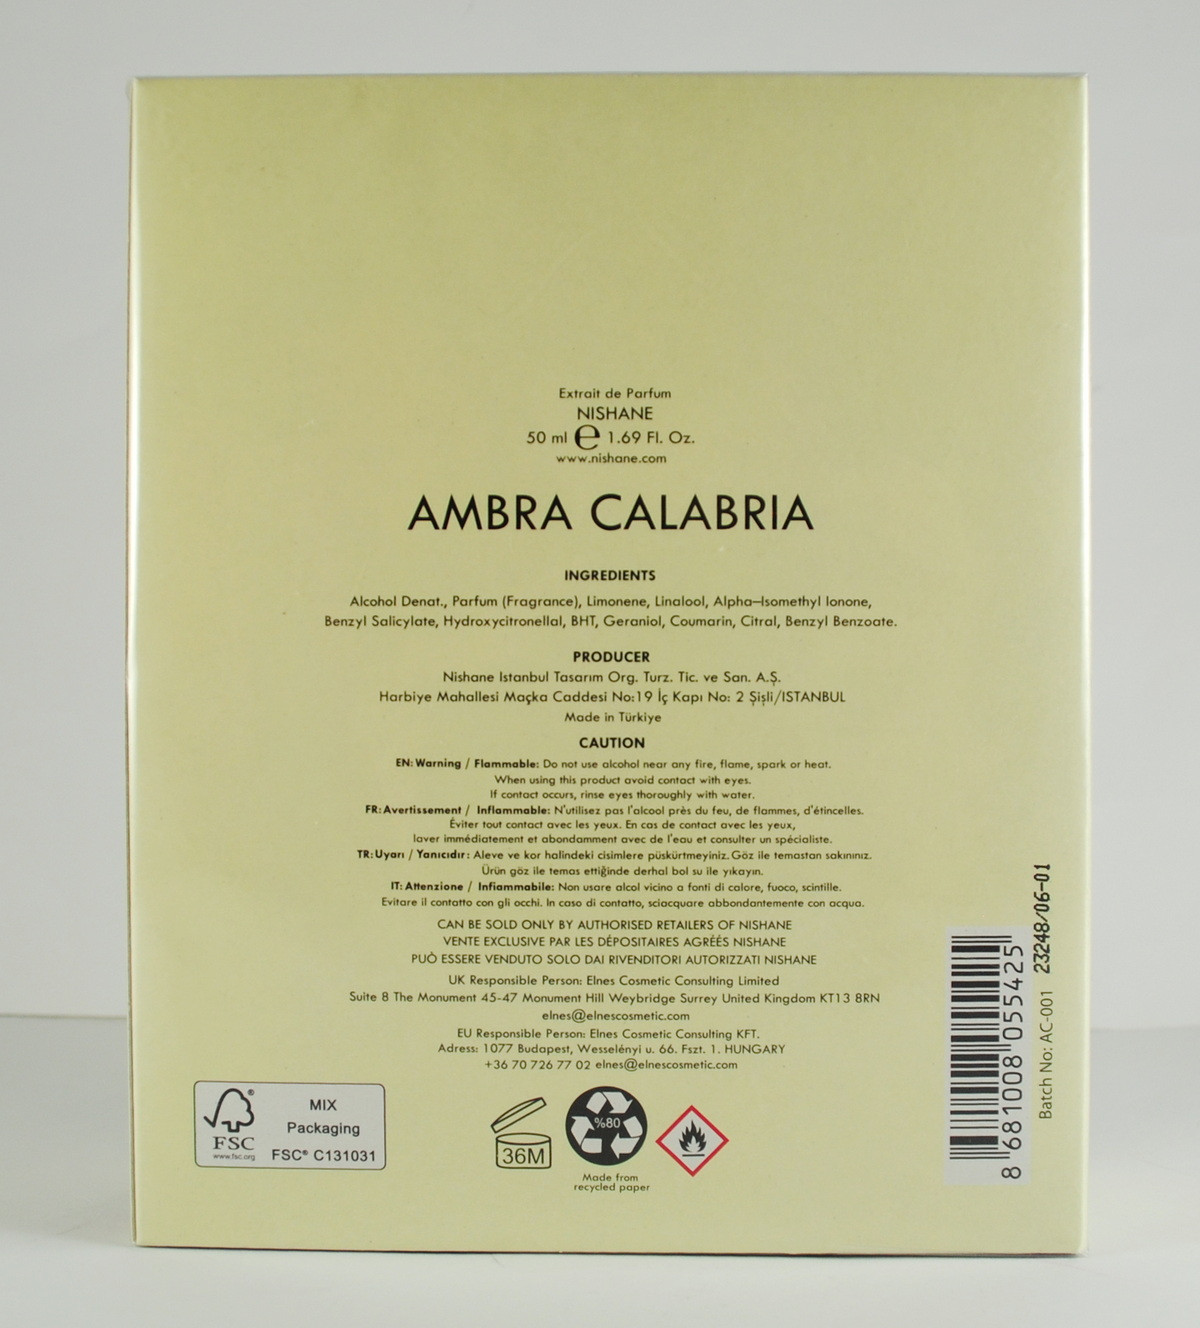 Extrait de Parfum
NISHANE
50 ml ℮ 1.69 Fl. Oz.
www.nishane.com
AMBRA CALABRIA
INGREDIENTS
Alcohol Denat., Parfum (Fragrance), Limonene, Linalool, Alpha–Isomethyl Ionone,
Benzyl Salicylate, Hydroxycitronellal, BHT, Geraniol, Coumarin, Citral, Benzyl Benzoate.
PRODUCER
Nishane Istanbul Tasarım Org. Turz. Tic. ve San. A.Ş.
Harbiye Mahallesi Maçka Caddesi No:19 İç Kapı No: 2 Şişli/ISTANBUL
Made in Türkiye
CAUTION
EN: Warning / Flammable: Do not use alcohol near any fire, flame, spark or heat.
When using this product avoid contact with eyes.
If contact occurs, rinse eyes thoroughly with water.
FR: Avertissement / Inflammable: N'utilisez pas l'alcool près du feu, de flammes, d'étincelles.
Éviter tout contact avec les yeux. En cas de contact avec les yeux,
laver immédiatement et abondamment avec de l'eau et consulter un spécialiste.
TR: Uyarı / Yanıcıdır: Aleve ve kor halindeki cisimlere püskürtmeyiniz. Göz ile temastan sakınınız.
Ürün göz ile temas ettiğinde derhal bol su ile yıkayın.
IT: Attenzione / Infiammabile: Non usare alcol vicino a fonti di calore, fuoco, scintille.
Evitare il contatto con gli occhi. In caso di contatto, sciacquare abbondantemente con acqua.
CAN BE SOLD ONLY BY AUTHORISED RETAILERS OF NISHANE
VENTE EXCLUSIVE PAR LES DÉPOSITAIRES AGRÉÉS NISHANE
PUÒ ESSERE VENDUTO SOLO DAI RIVENDITORI AUTORIZZATI NISHANE
UK Responsible Person: Elnes Cosmetic Consulting Limited
Suite 8 The Monument 45-47 Monument Hill Weybridge Surrey United Kingdom KT13 8RN
elnes@elnescosmetic.com
EU Responsible Person: Elnes Cosmetic Consulting KFT.
Adress: 1077 Budapest, Wesselényi u. 66. Fszt. 1. HUNGARY
+36 70 726 77 02 elnes@elnescosmetic.com
FSC
www.fsc.org
MIX
Packaging
FSC® C131031
36M
%80
Made from
recycled paper
8 681008 055425
Batch No: AC-001 23248/06-01